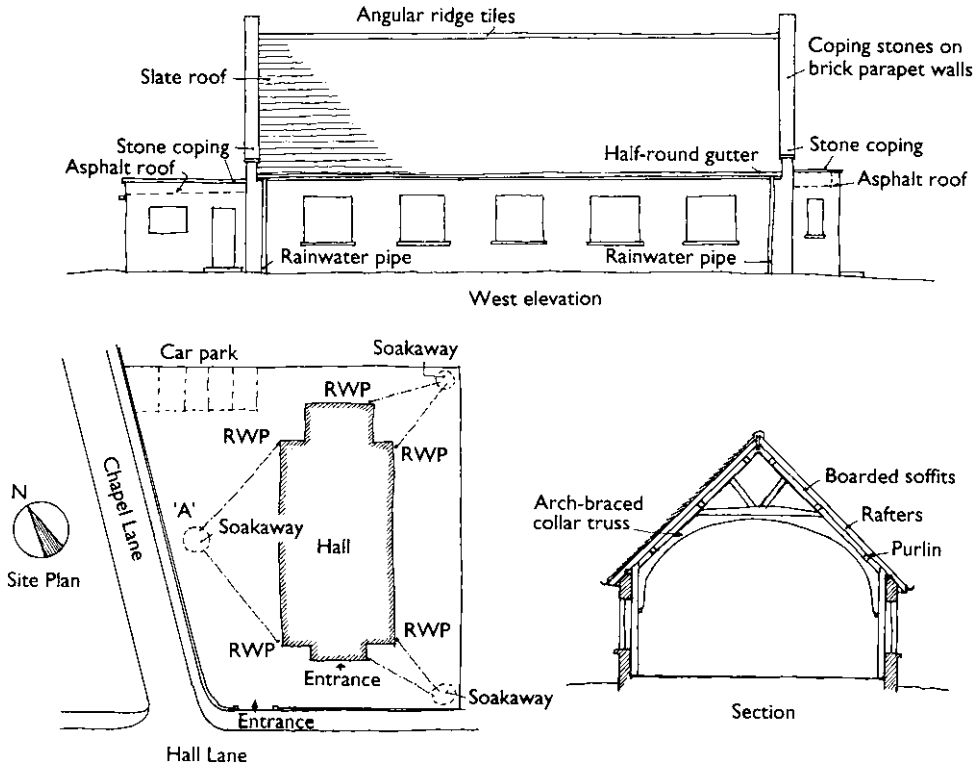 Angular ridge tiles
Slate roof
Coping stones on
brick parapet walls
Stone coping
Asphalt roof
Half-round gutter
Stone coping
Asphalt roof
Rainwater pipe
Rainwater pipe
West elevation
Car park
Soakaway
RWP
RWP
RWP
N
Chapel Lane
'A'
Soakaway
Hall
Site Plan
RWP
RWP
Entrance
Soakaway
Entrance
Hall Lane
Arch-braced
collar truss
Boarded soffits
Rafters
Purlin
Section